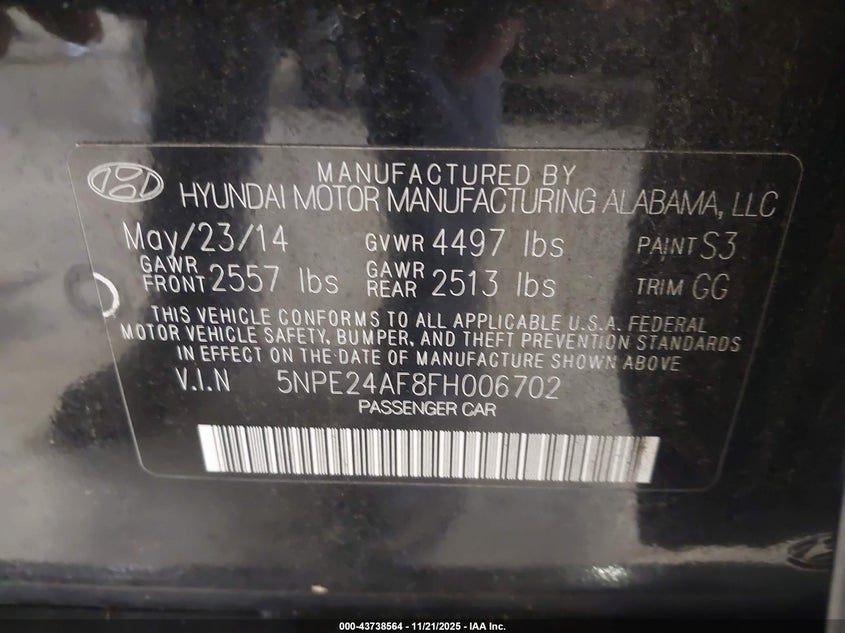 MANUFACTURED BY
HYUNDAI MOTOR MANUFACTURING ALABAMA, LLC
May/23/14 GVWR 4497 lbs PAINT S3
GAWR FRONT 2557 lbs GAWR REAR 2513 lbs TRIM GG
THIS VEHICLE CONFORMS TO ALL APPLICABLE U.S.A. FEDERAL
MOTOR VEHICLE SAFETY, BUMPER, AND THEFT PREVENTION STANDARDS
IN EFFECT ON THE DATE OF MANUFACTURE SHOWN ABOVE
V.I.N 5NPE24AF8FH006702
PASSENGER CAR
000-43738564 - 11/21/2025 - IAA Inc.